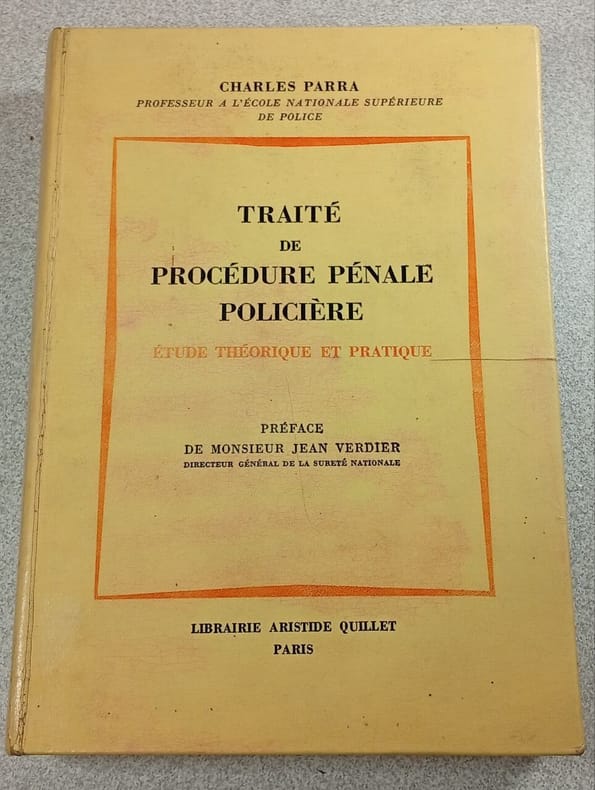 CHARLES PARRA
PROFESSEUR A L'ÉCOLE NATIONALE SUPÉRIEURE
DE POLICE
TRAITÉ
DE
PROCÉDURE PÉNALE
POLICIÈRE
ÉTUDE THÉORIQUE ET PRATIQUE
PRÉFACE
DE MONSIEUR JEAN VERDIER
DIRECTEUR GÉNÉRAL DE LA SURETÉ NATIONALE
LIBRAIRIE ARISTIDE QUILLET
PARIS